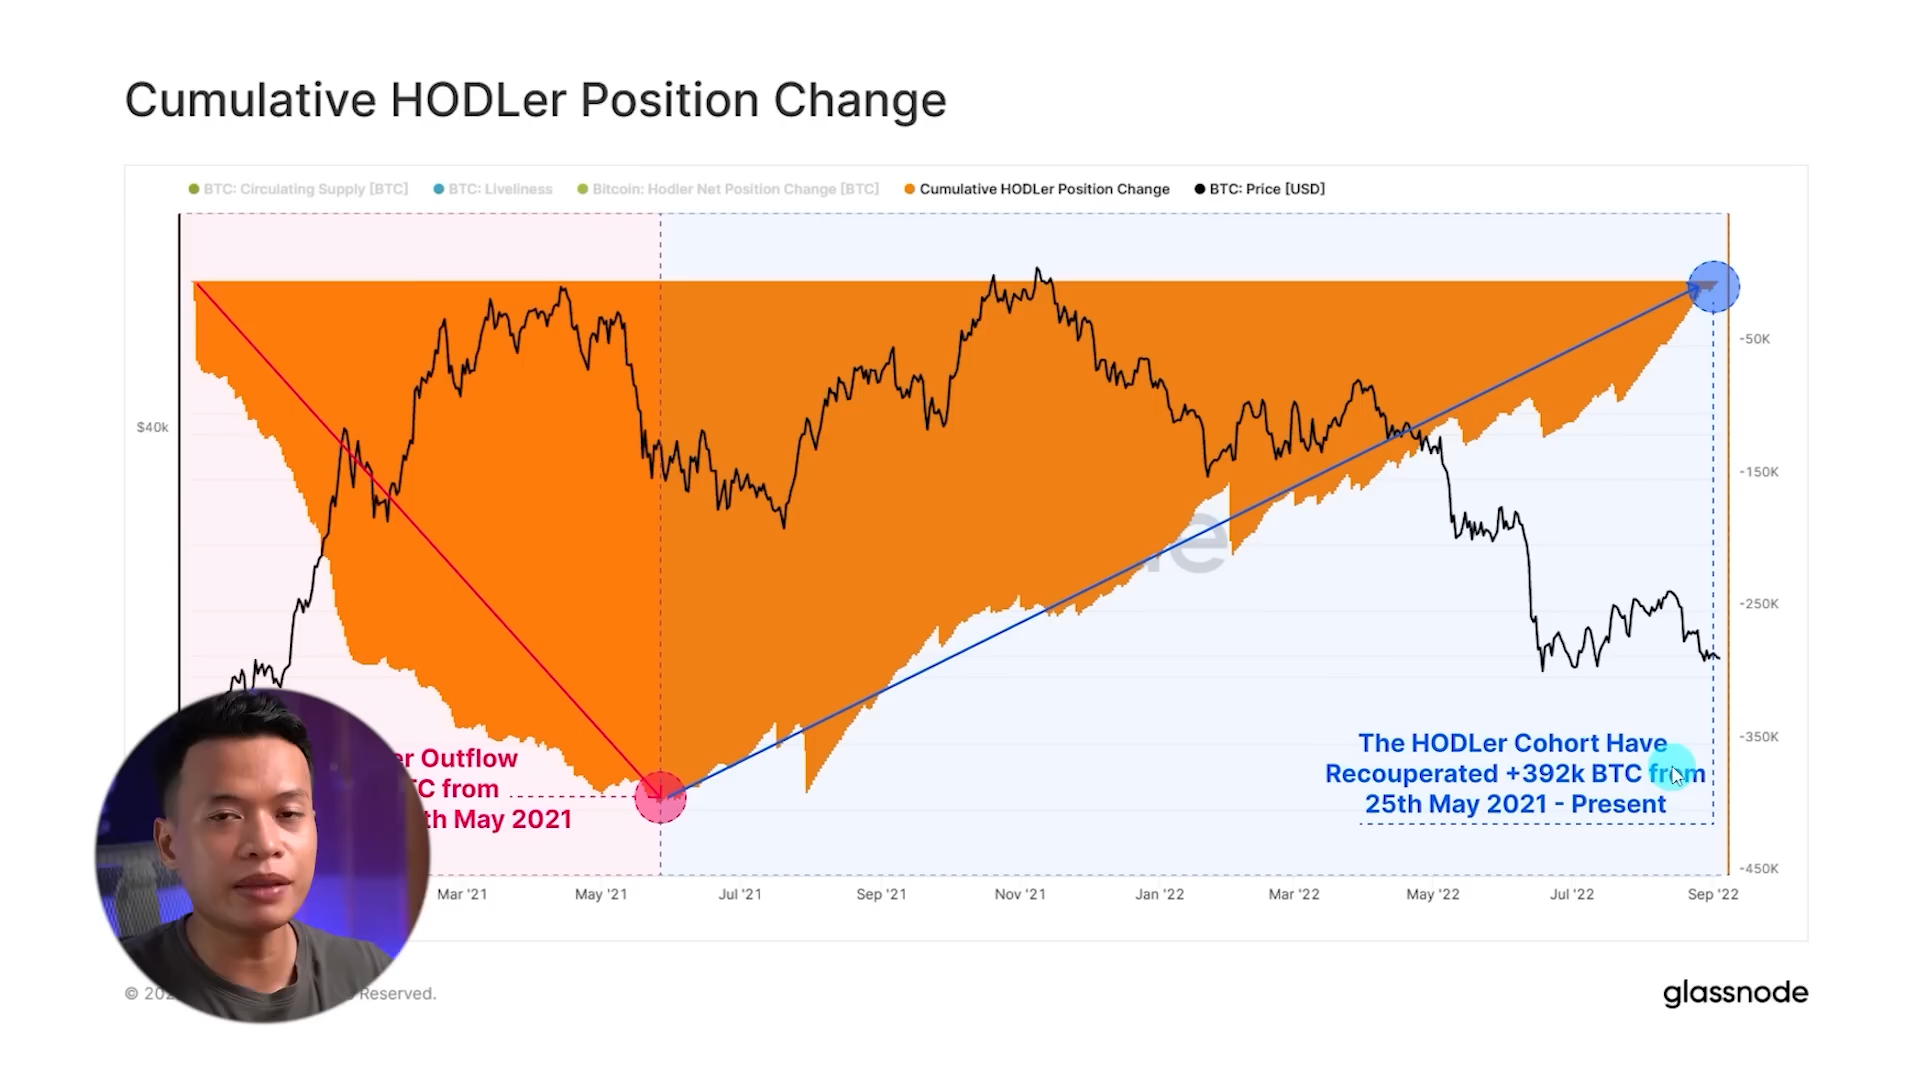 Cumulative HODLer Position Change
BTC: Circulating Supply [BTC] BTC: Liveliness Bitcoin: Hodler Net Position Change [BTC] Cumulative HODLer Position Change BTC: Price [USD]
$40k
-50K
-150K
-250K
-350K
-450K
er Outflow
from
th May 2021
The HODLer Cohort Have
Recouperated +392k BTC from
25th May 2021 - Present
Mar '21 May '21 Jul '21 Sep '21 Nov '21 Jan '22 Mar '22 May '22 Jul '22 Sep '22
© Reserved.
glassnode